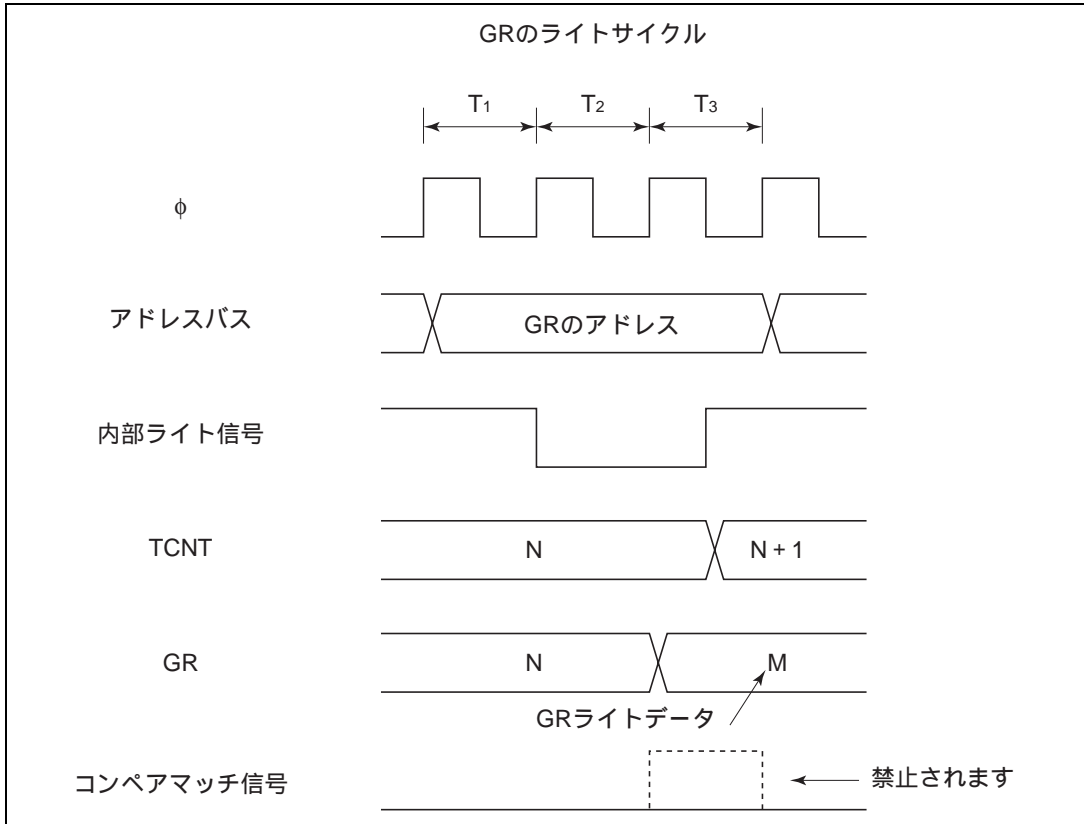 GRのライトサイクル
T1 T2 T3
φ
アドレスバス GRのアドレス
内部ライト信号
TCNT N N + 1
GR N M
GRライトデータ
コンペアマッチ信号 禁止されます